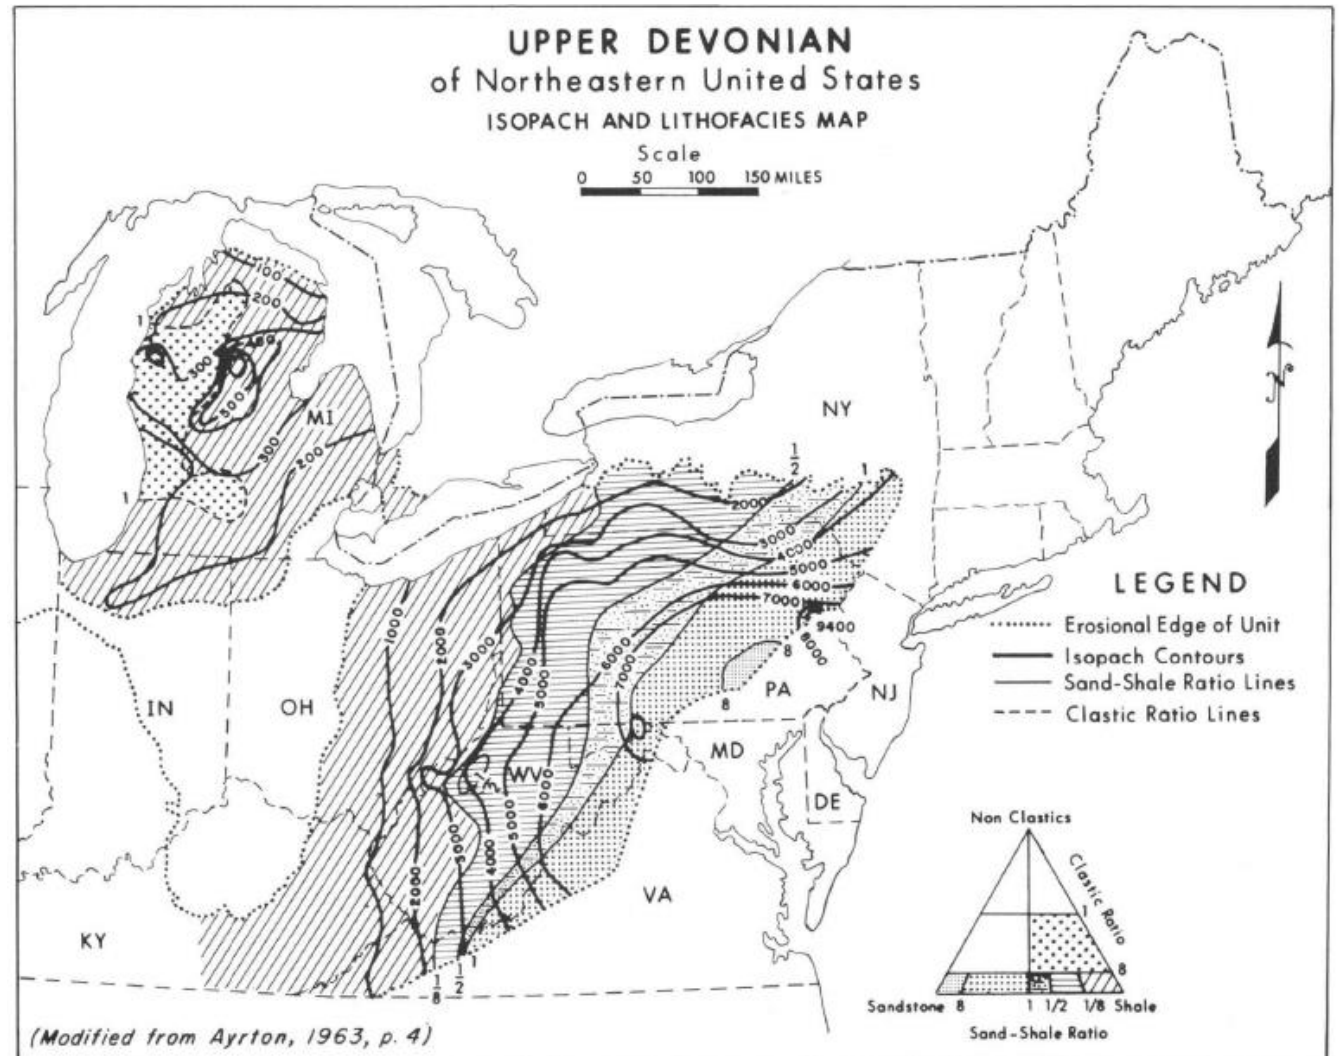 UPPER DEVONIAN
of Northeastern United States
ISOPACH AND LITHOFACIES MAP
Scale
0 50 100 150 MILES
100
200
1
400
300
500
MI
300
200
1
NY
1/2
1
2000
3000
4000
5000
6000
7000
9400
8000
8
8
PA
NJ
1000
2000
3000
4000
5000
6000
7000
IN
OH
WV
MD
DE
VA
KY
2000
3000
4000
5000
6000
1/8
1/2
1
N
LEGEND
Erosional Edge of Unit
Isopach Contours
Sand-Shale Ratio Lines
Clastic Ratio Lines
Non Clastics
Clastic Ratio
1
8
Sandstone 8 1 1/2 1/8 Shale
Sand-Shale Ratio
(Modified from Ayrton, 1963, p. 4)